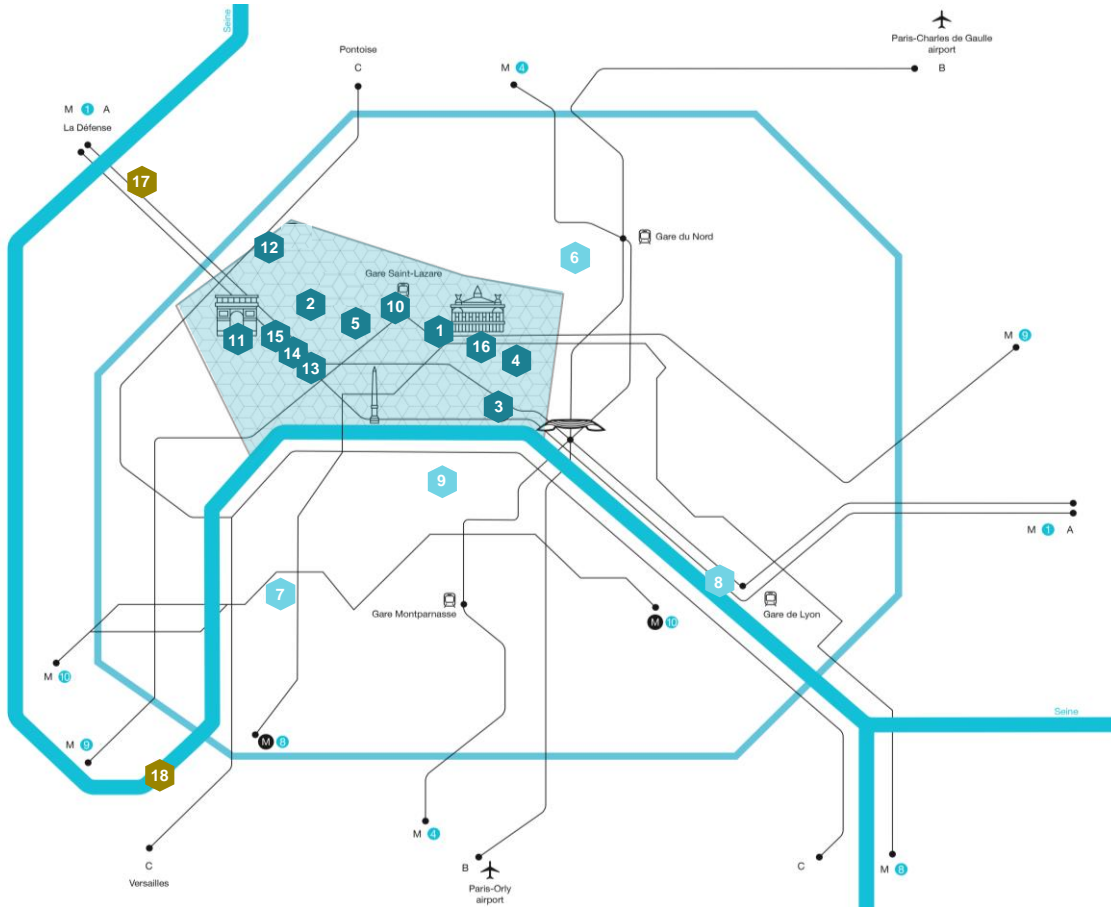 Seine
Paris-Charles de Gaulle
airport
B
Pontoise
C
M 4
M 1 A
La Défense
17
12
6
Gare du Nord
Gare Saint-Lazare
2
10
5
1
11
15
14
13
16
4
3
M 9
9
M 1 A
8
Gare de Lyon
7
Gare Montparnasse
M 10
M 10
Seine
M 9
M 8
18
M 4
C
Versailles
B
Paris-Orly
airport
C
M 8